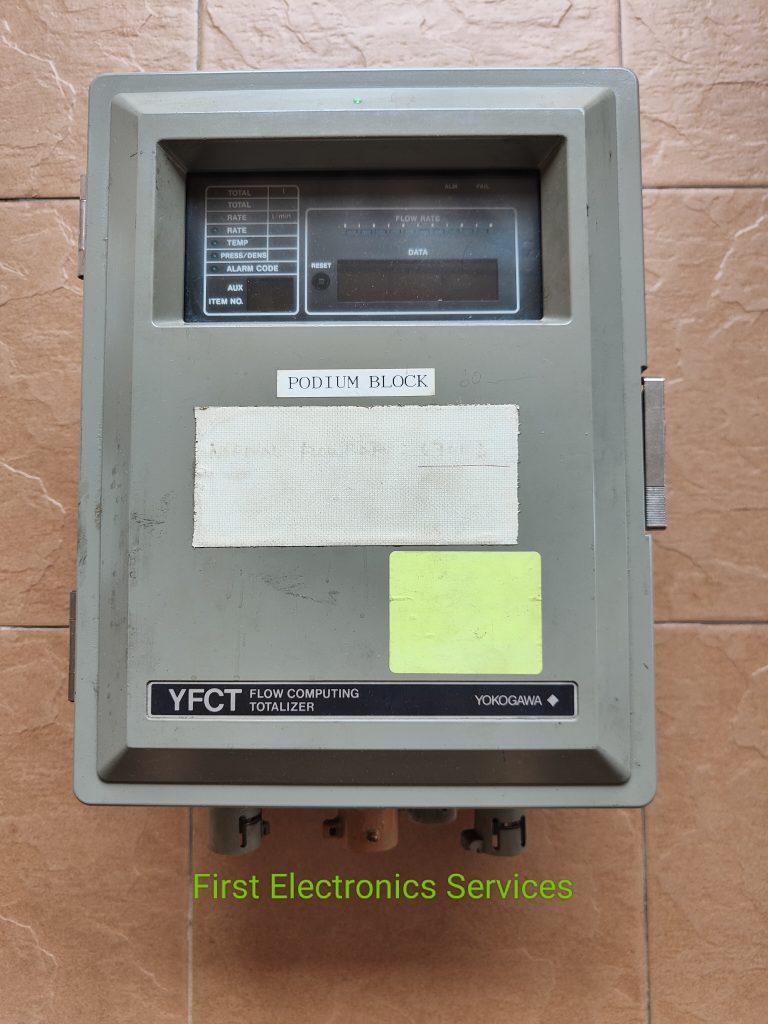 ALM FAIL
TOTAL l
TOTAL
RATE L/min
RATE
TEMP
PRESS/DENS
ALARM CODE
AUX
ITEM NO.
FLOW RATE
DATA
RESET
PODIUM BLOCK
YFCT FLOW COMPUTING
TOTALIZER
YOKOGAWA
First Electronics Services